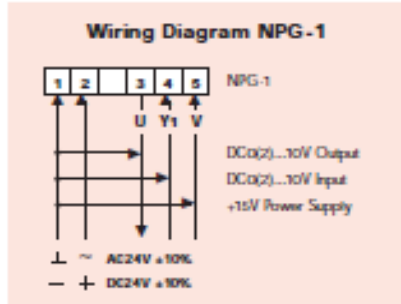 Wiring Diagram NPG-1
1 2 3 4 5 NPG-1
U Y1 V
DC0(2)...10V Output
DC0(2)...10V Input
+15V Power Supply
⊥ ~ AC24V ±10%
− + DC24V ±10%